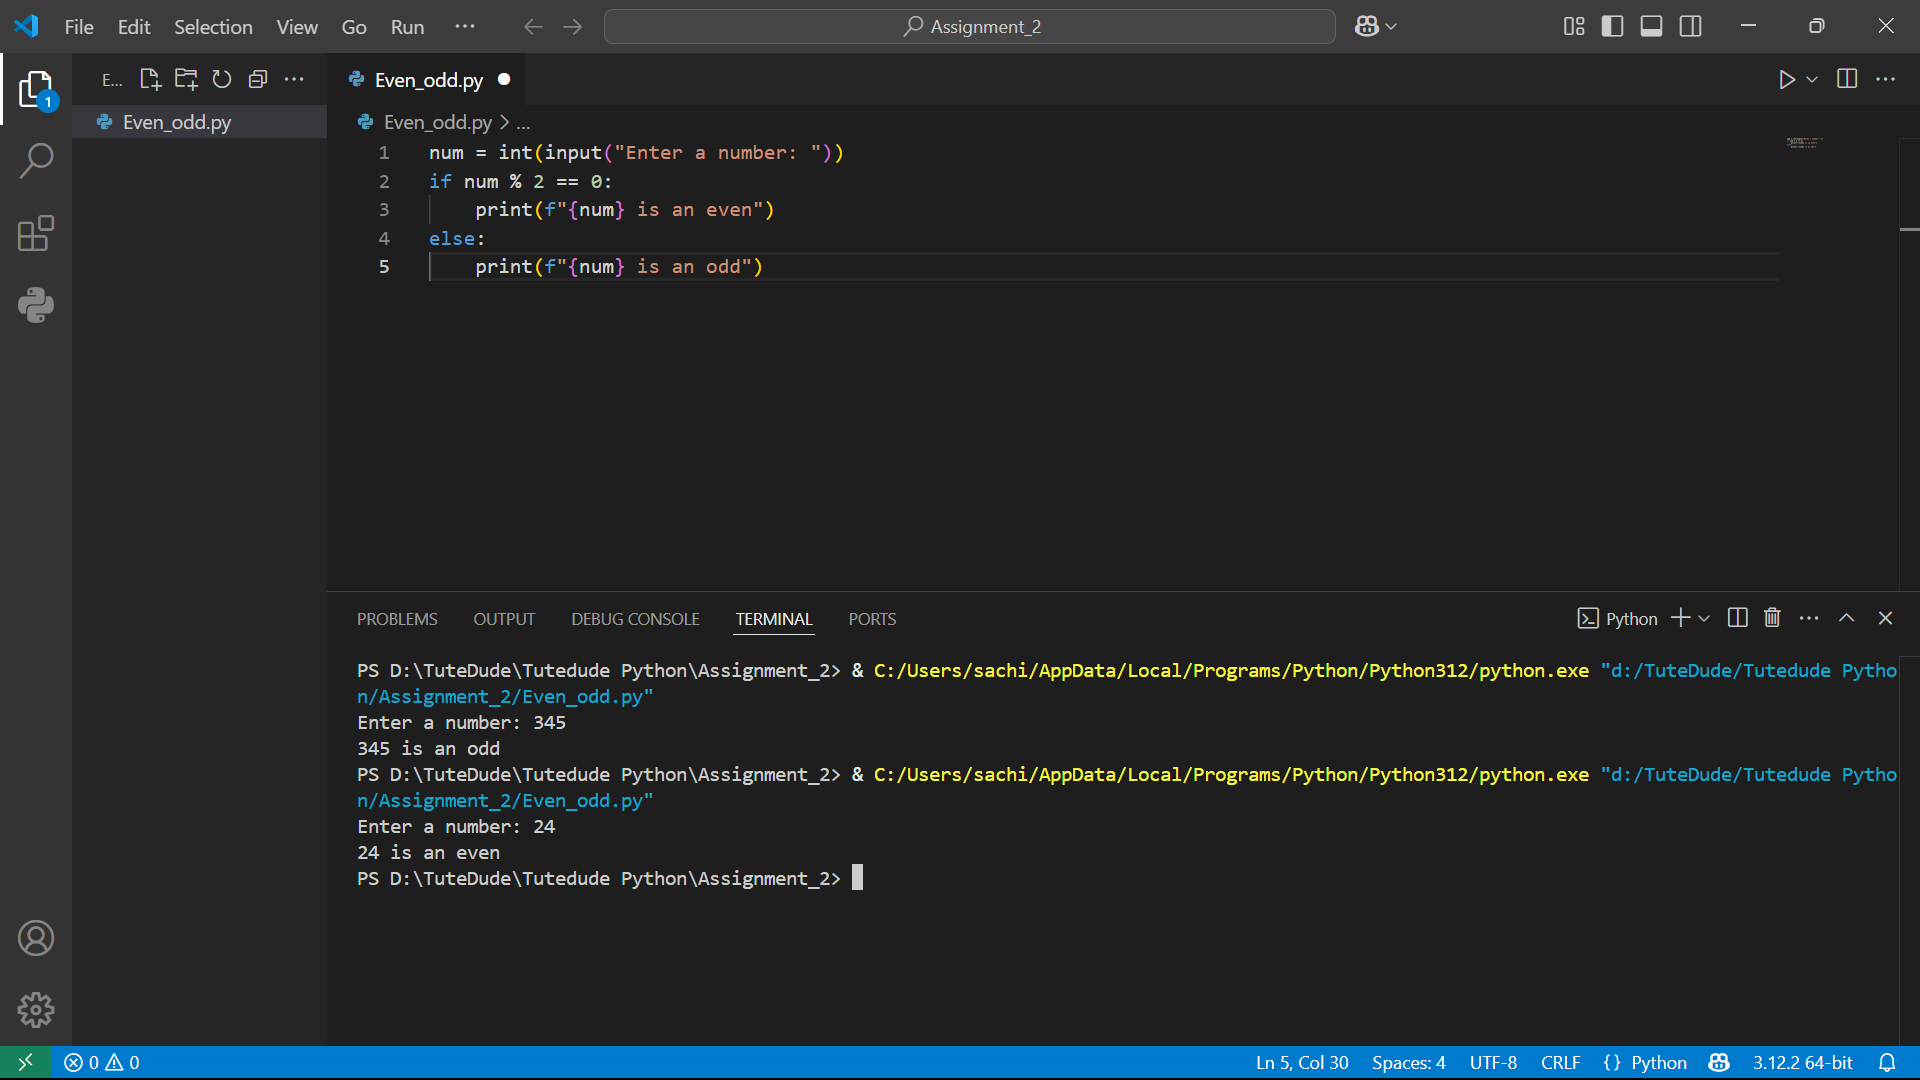 File Edit Selection View Go Run ··· Assignment_2
E... Even_odd.py
1 Even_odd.py
Even_odd.py > ...
1 num = int(input("Enter a number: "))
2 if num % 2 == 0:
3 print(f"{num} is an even")
4 else:
5 print(f"{num} is an odd")
PROBLEMS OUTPUT DEBUG CONSOLE TERMINAL PORTS Python
PS D:\TuteDude\Tutedude Python\Assignment_2> & C:/Users/sachi/AppData/Local/Programs/Python/Python312/python.exe "d:/TuteDude/Tutedude Pytho
n/Assignment_2/Even_odd.py"
Enter a number: 345
345 is an odd
PS D:\TuteDude\Tutedude Python\Assignment_2> & C:/Users/sachi/AppData/Local/Programs/Python/Python312/python.exe "d:/TuteDude/Tutedude Pytho
n/Assignment_2/Even_odd.py"
Enter a number: 24
24 is an even
PS D:\TuteDude\Tutedude Python\Assignment_2>
0 0 Ln 5, Col 30 Spaces: 4 UTF-8 CRLF {} Python 3.12.2 64-bit